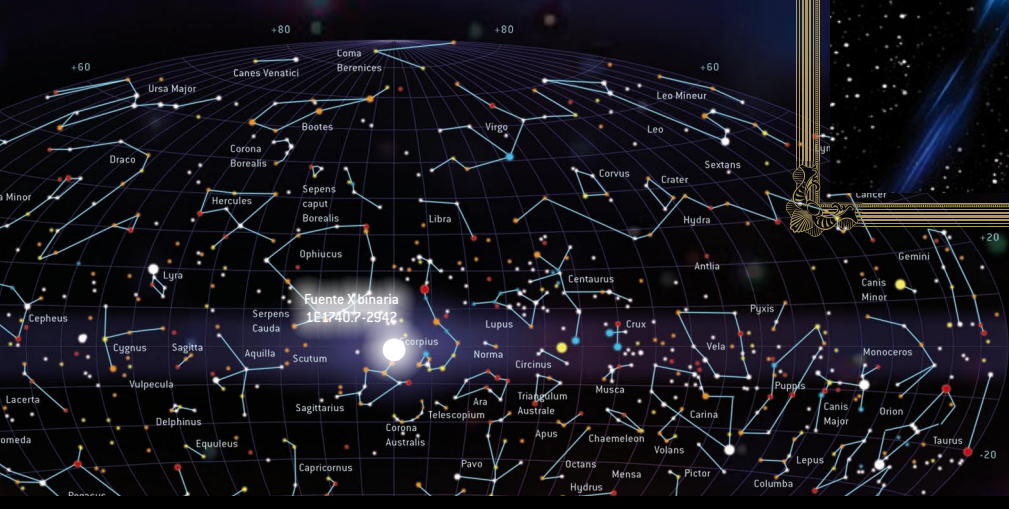 +80
+80
Coma
Berenices
+60
Canes Venatici
+60
Ursa Major
Leo Mineur
Bootes
Virgo
Leo
Corona
Borealis
Draco
Sextans
Corvus
Crater
Sepens
caput
Borealis
a Minor
Hercules
Cancer
Libra
Hydra
+20
Ophiucus
Gemini
Antlia
Lyra
Centaurus
Canis
Minor
Fuente X binaria
1E1740.7-2942
Pyxis
Serpens
Cauda
Cepheus
Lupus
Crux
Scorpius
Cygnus
Sagitta
Aquilla
Scutum
Norma
Vela
Monoceros
Circinus
Vulpecula
Musca
Puppis
Lacerta
Sagittarius
Ara
Triangulum
Australe
Telescopium
Carina
Canis
Major
Orion
Delphinus
Corona
Australis
Apus
Chaemeleon
omeda
Equuleus
Volans
Taurus
-20
Capricornus
Pavo
Octans
Mensa
Pictor
Lepus
Hydrus
Columba
Pegasus